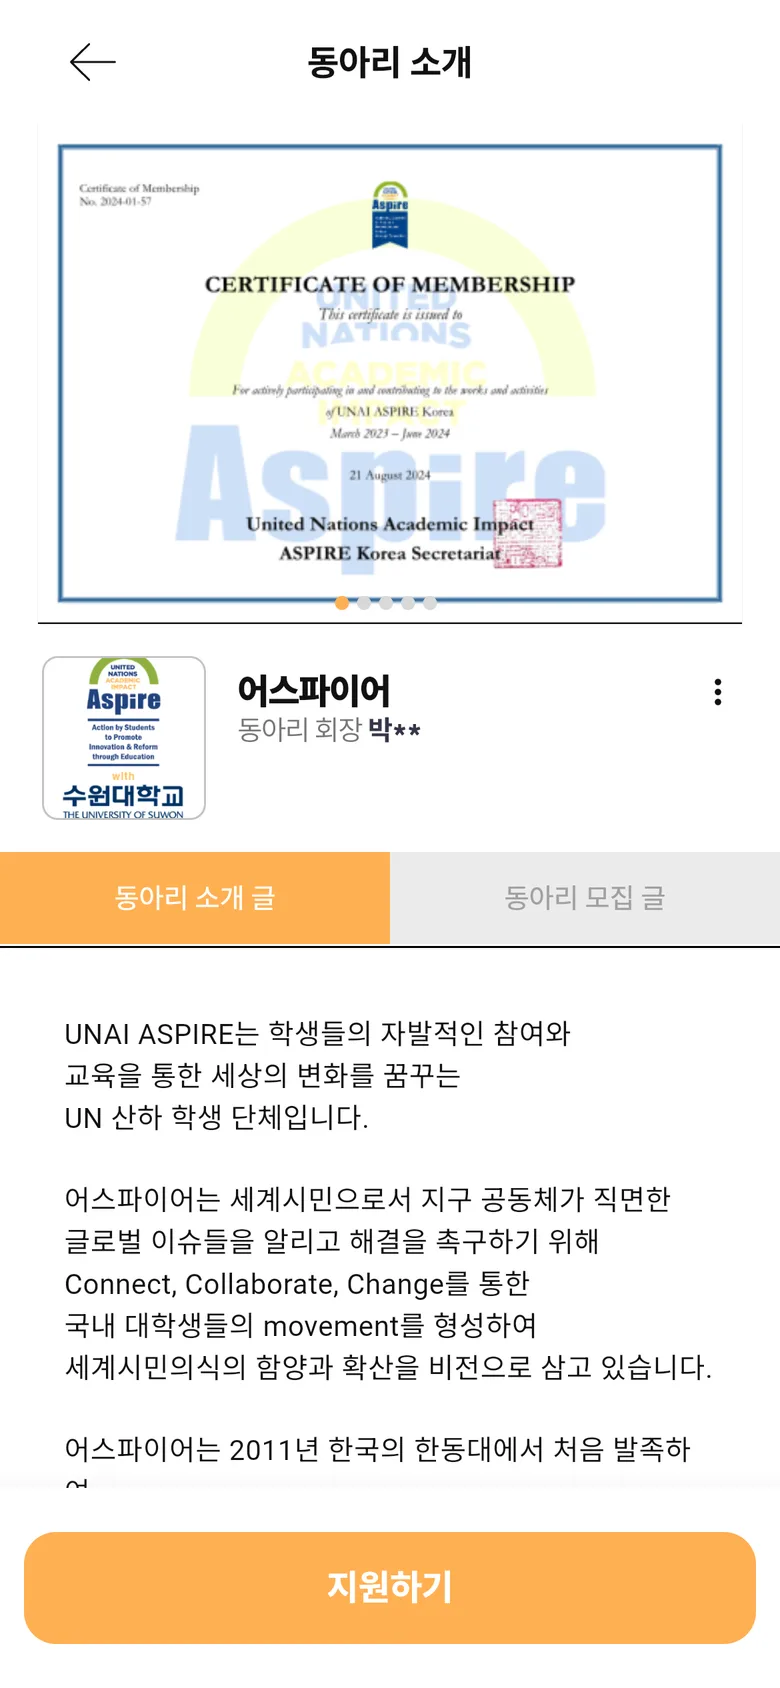 동아리 소개
Certificate of Membership
No. 2024-01-57
Aspire
CERTIFICATE OF MEMBERSHIP
This certificate is issued to
UNITED
NATIONS
ACADEMIC
IMPACT
For actively participating in and contributing to the works and activities
of UNAI ASPIRE Korea
March 2023 – June 2024
Aspire
21 August 2024
United Nations Academic Impact
ASPIRE Korea Secretariat
UNITED
NATIONS
ACADEMIC
IMPACT
Aspire
Action by Students
to Promote
Innovation & Reform
through Education
with
수원대학교
THE UNIVERSITY OF SUWON
어스파이어
동아리 회장 박**
동아리 소개 글
동아리 모집 글
UNAI ASPIRE는 학생들의 자발적인 참여와
교육을 통한 세상의 변화를 꿈꾸는
UN 산하 학생 단체입니다.
어스파이어는 세계시민으로서 지구 공동체가 직면한
글로벌 이슈들을 알리고 해결을 촉구하기 위해
Connect, Collaborate, Change를 통한
국내 대학생들의 movement를 형성하여
세계시민의식의 함양과 확산을 비전으로 삼고 있습니다.
어스파이어는 2011년 한국의 한동대에서 처음 발족하
지원하기